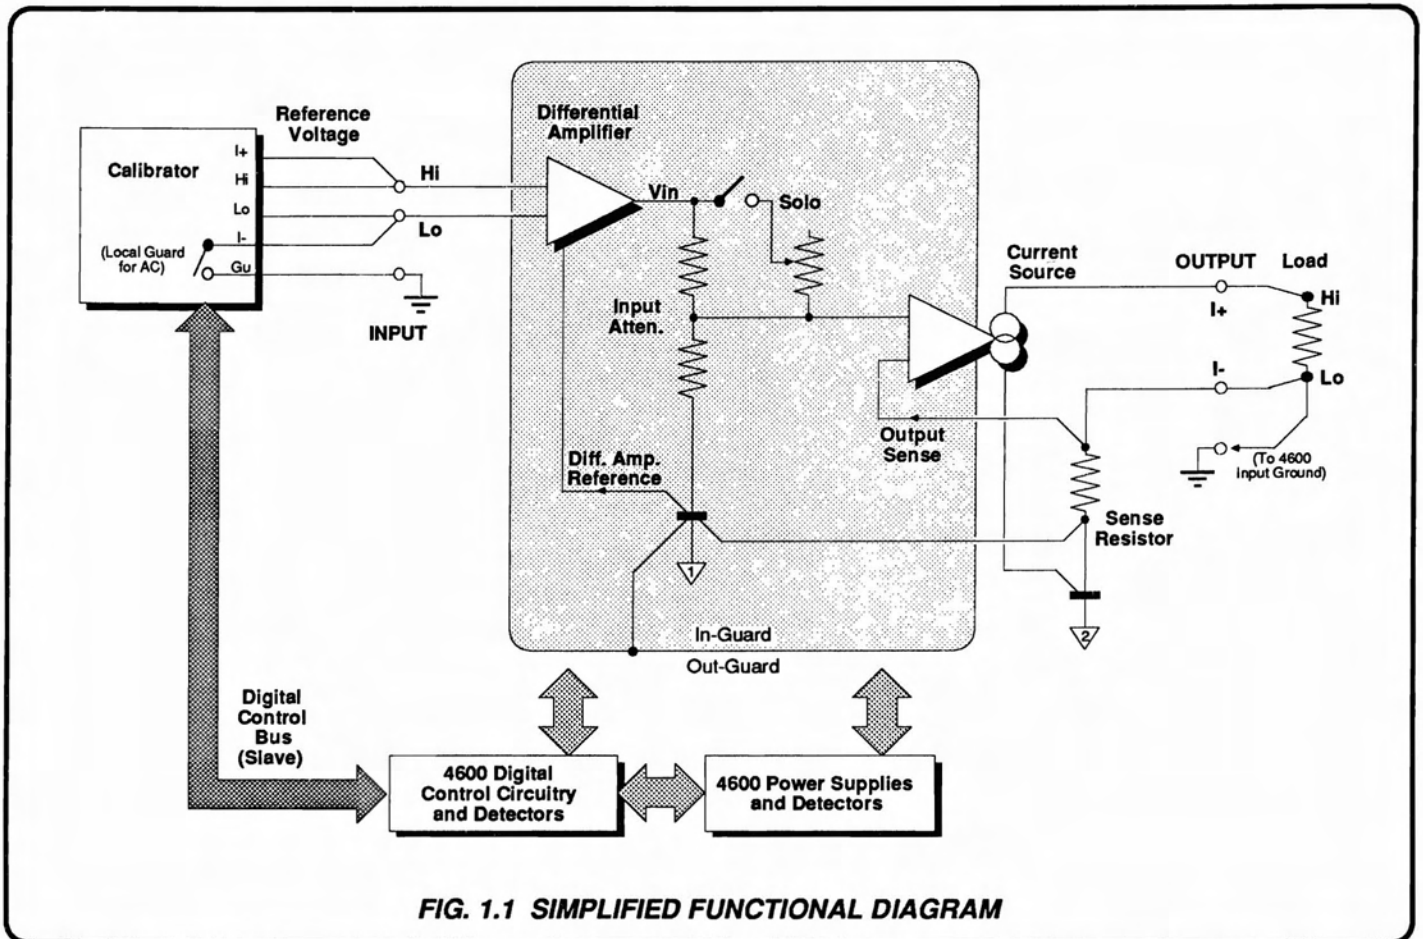 Reference
Voltage
Calibrator
I+
Hi
Lo
I-
Gu
(Local Guard
for AC)
Hi
Lo
INPUT
Differential
Amplifier
Vin
Solo
Input
Atten.
Current
Source
OUTPUT
Load
I+
Hi
I-
Lo
(To 4600
input Ground)
Output
Sense
Diff. Amp.
Reference
Sense
Resistor
1
2
In-Guard
Out-Guard
Digital
Control
Bus
(Slave)
4600 Digital
Control Circuitry
and Detectors
4600 Power Supplies
and Detectors
FIG. 1.1 SIMPLIFIED FUNCTIONAL DIAGRAM